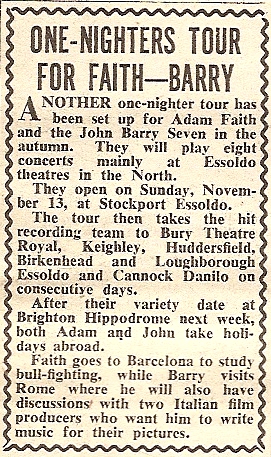 ONE-NIGHTERS TOUR
FOR FAITH—BARRY
ANOTHER one-nighter tour has
been set up for Adam Faith
and the John Barry Seven in the
autumn. They will play eight
concerts mainly at Essoldo
theatres in the North.
They open on Sunday, Novem-
ber 13, at Stockport Essoldo.
The tour then takes the hit
recording team to Bury Theatre
Royal, Keighley, Huddersfield,
Birkenhead and Loughborough
Essoldo and Cannock Danilo on
consecutive days.
After their variety date at
Brighton Hippodrome next week,
both Adam and John take holi-
days abroad.
Faith goes to Barcelona to study
bull-fighting, while Barry visits
Rome where he will also have
discussions with two Italian film
producers who want him to write
music for their pictures.